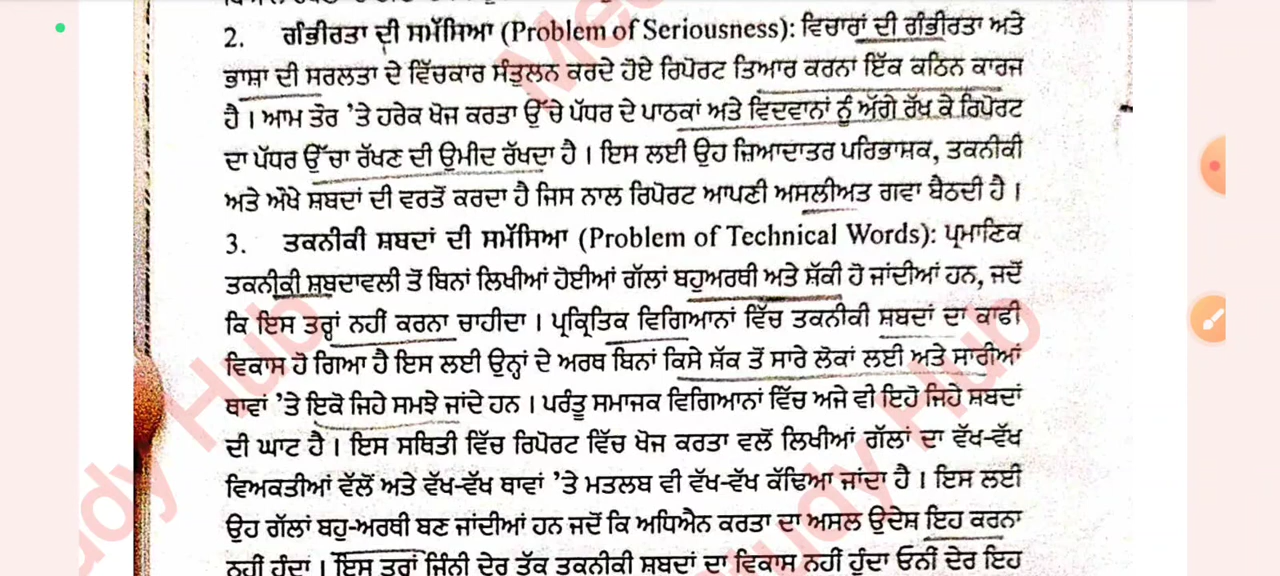 2. ਗੰਭੀਰਤਾ ਦੀ ਸਮੱਸਿਆ (Problem of Seriousness): ਵਿਚਾਰਾਂ ਦੀ ਗੰਭੀਰਤਾ ਅਤੇ
ਭਾਸ਼ਾ ਦੀ ਸਰਲਤਾ ਦੇ ਵਿੱਚਕਾਰ ਸੰਤੁਲਨ ਕਰਦੇ ਹੋਏ ਰਿਪੋਰਟ ਤਿਆਰ ਕਰਨਾ ਇੱਕ ਕਠਿਨ ਕਾਰਜ
ਹੈ। ਆਮ ਤੌਰ 'ਤੇ ਹਰੇਕ ਖੋਜ ਕਰਤਾ ਉੱਚੇ ਪੱਧਰ ਦੇ ਪਾਠਕਾਂ ਅਤੇ ਵਿਦਵਾਨਾਂ ਨੂੰ ਅੱਗੇ ਰੱਖ ਕੇ ਰਿਪੋਰਟ
ਦਾ ਪੱਧਰ ਉੱਚਾ ਰੱਖਣ ਦੀ ਉਮੀਦ ਰੱਖਦਾ ਹੈ। ਇਸ ਲਈ ਉਹ ਜ਼ਿਆਦਾਤਰ ਪਰਿਭਾਸ਼ਕ, ਤਕਨੀਕੀ
ਅਤੇ ਔਖੇ ਸ਼ਬਦਾਂ ਦੀ ਵਰਤੋਂ ਕਰਦਾ ਹੈ ਜਿਸ ਨਾਲ ਰਿਪੋਰਟ ਆਪਣੀ ਅਸਲੀਅਤ ਗਵਾ ਬੈਠਦੀ ਹੈ।
3. ਤਕਨੀਕੀ ਸ਼ਬਦਾਂ ਦੀ ਸਮੱਸਿਆ (Problem of Technical Words): ਪ੍ਰਮਾਣਿਕ
ਤਕਨੀਕੀ ਸ਼ਬਦਾਵਲੀ ਤੋਂ ਬਿਨਾਂ ਲਿਖੀਆਂ ਹੋਈਆਂ ਗੱਲਾਂ ਬਹੁਅਰਥੀ ਅਤੇ ਸ਼ੱਕੀ ਹੋ ਜਾਂਦੀਆਂ ਹਨ, ਜਦੋਂ
ਕਿ ਇਸ ਤਰ੍ਹਾਂ ਨਹੀਂ ਕਰਨਾ ਚਾਹੀਦਾ। ਪ੍ਰਕ੍ਰਿਤਿਕ ਵਿਗਿਆਨਾਂ ਵਿੱਚ ਤਕਨੀਕੀ ਸ਼ਬਦਾਂ ਦਾ ਕਾਫੀ
ਵਿਕਾਸ ਹੋ ਗਿਆ ਹੈ ਇਸ ਲਈ ਉਨ੍ਹਾਂ ਦੇ ਅਰਥ ਬਿਨਾਂ ਕਿਸੇ ਸ਼ੱਕ ਤੋਂ ਸਾਰੇ ਲੋਕਾਂ ਲਈ ਅਤੇ ਸਾਰੀਆਂ
ਥਾਵਾਂ 'ਤੇ ਇਕੋ ਜਿਹੇ ਸਮਝੇ ਜਾਂਦੇ ਹਨ। ਪਰੰਤੂ ਸਮਾਜਕ ਵਿਗਿਆਨਾਂ ਵਿੱਚ ਅਜੇ ਵੀ ਇਹੋ ਜਿਹੇ ਸ਼ਬਦਾਂ
ਦੀ ਘਾਟ ਹੈ। ਇਸ ਸਥਿਤੀ ਵਿੱਚ ਰਿਪੋਰਟ ਵਿੱਚ ਖੋਜ ਕਰਤਾ ਵਲੋਂ ਲਿਖੀਆਂ ਗੱਲਾਂ ਦਾ ਵੱਖ-ਵੱਖ
ਵਿਅਕਤੀਆਂ ਵੱਲੋਂ ਅਤੇ ਵੱਖ-ਵੱਖ ਥਾਵਾਂ 'ਤੇ ਮਤਲਬ ਵੀ ਵੱਖ-ਵੱਖ ਕੱਢਿਆ ਜਾਂਦਾ ਹੈ। ਇਸ ਲਈ
ਉਹ ਗੱਲਾਂ ਬਹੁ-ਅਰਥੀ ਬਣ ਜਾਂਦੀਆਂ ਹਨ ਜਦੋਂ ਕਿ ਅਧਿਐਨ ਕਰਤਾ ਦਾ ਅਸਲ ਉਦੇਸ਼ ਇਹ ਕਰਨਾ
ਨਹੀਂ ਹੁੰਦਾ। ਇਸ ਤਰ੍ਹਾਂ ਜਿੰਨੀ ਦੇਰ ਤੱਕ ਤਕਨੀਕੀ ਸ਼ਬਦਾਂ ਦਾ ਵਿਕਾਸ ਨਹੀਂ ਹੁੰਦਾ ਓਨੀ ਦੇਰ ਇਹ
Hub
Study Hub